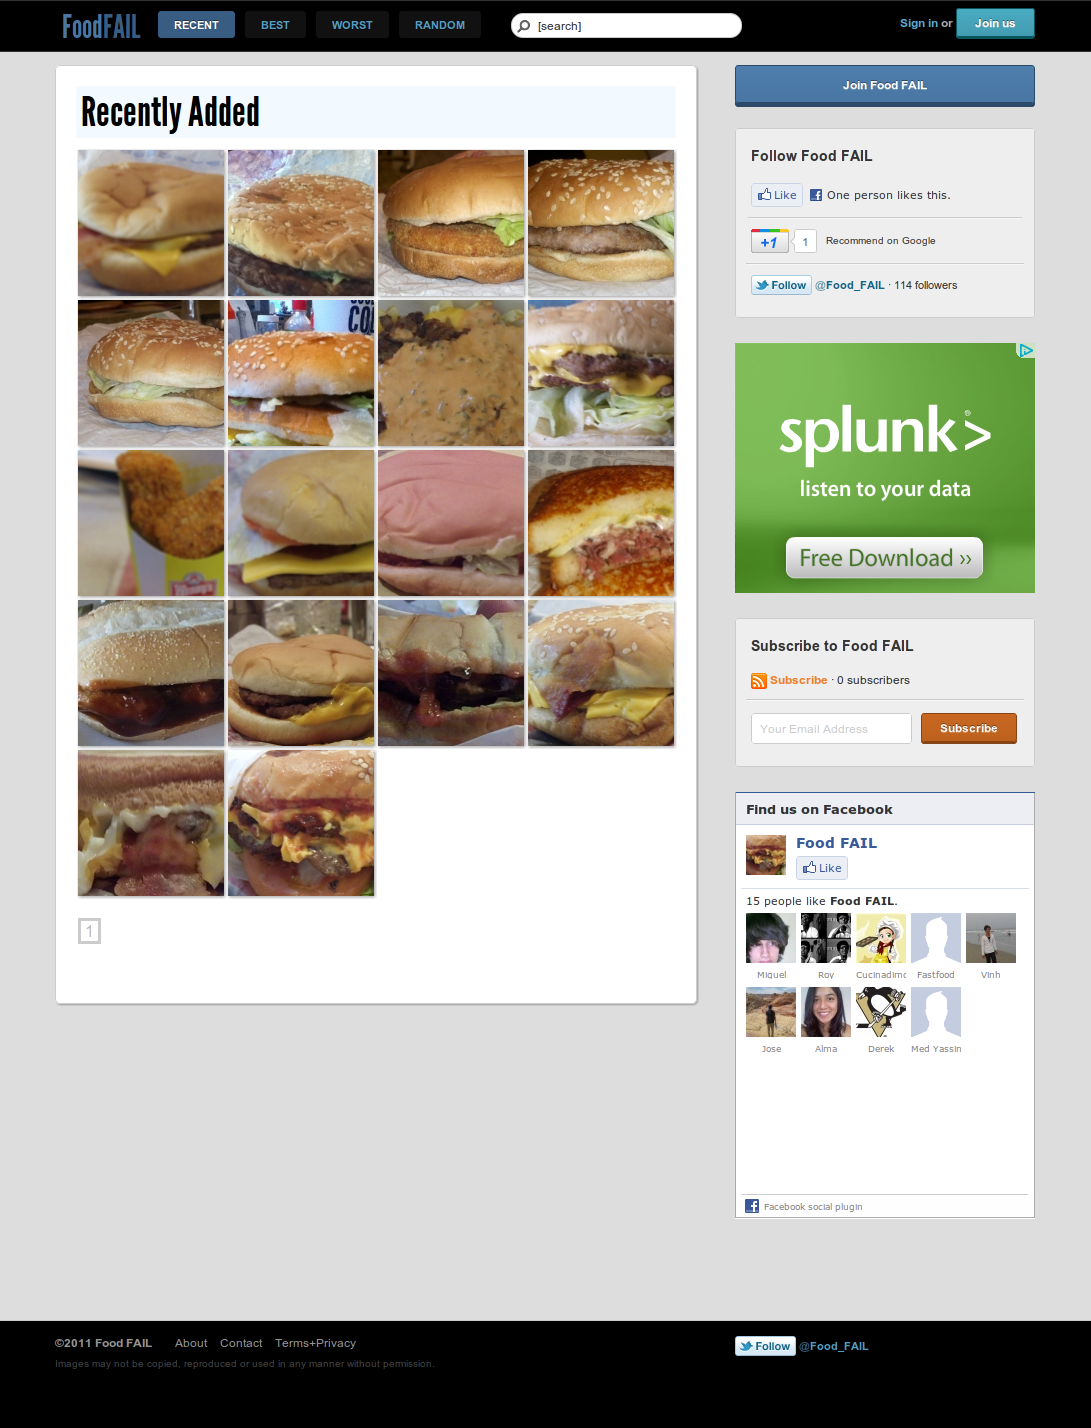 FoodFAIL
RECENT
BEST
WORST
RANDOM
[search]
Sign in or
Join us
Recently Added
Join Food FAIL
Follow Food FAIL
Like
One person likes this.
+1
1
Recommend on Google
Follow
@Food_FAIL · 114 followers
splunk>
listen to your data
Free Download ››
Subscribe to Food FAIL
Subscribe · 0 subscribers
Your Email Address
Subscribe
Find us on Facebook
Food FAIL
Like
15 people like Food FAIL.
Miguel
Roy
Cucinadimc
Fastfood
Vinh
Jose
Alma
Derek
Med Yassin
Facebook social plugin
1
©2011 Food FAIL
About
Contact
Terms+Privacy
Images may not be copied, reproduced or used in any manner without permission.
Follow
@Food_FAIL